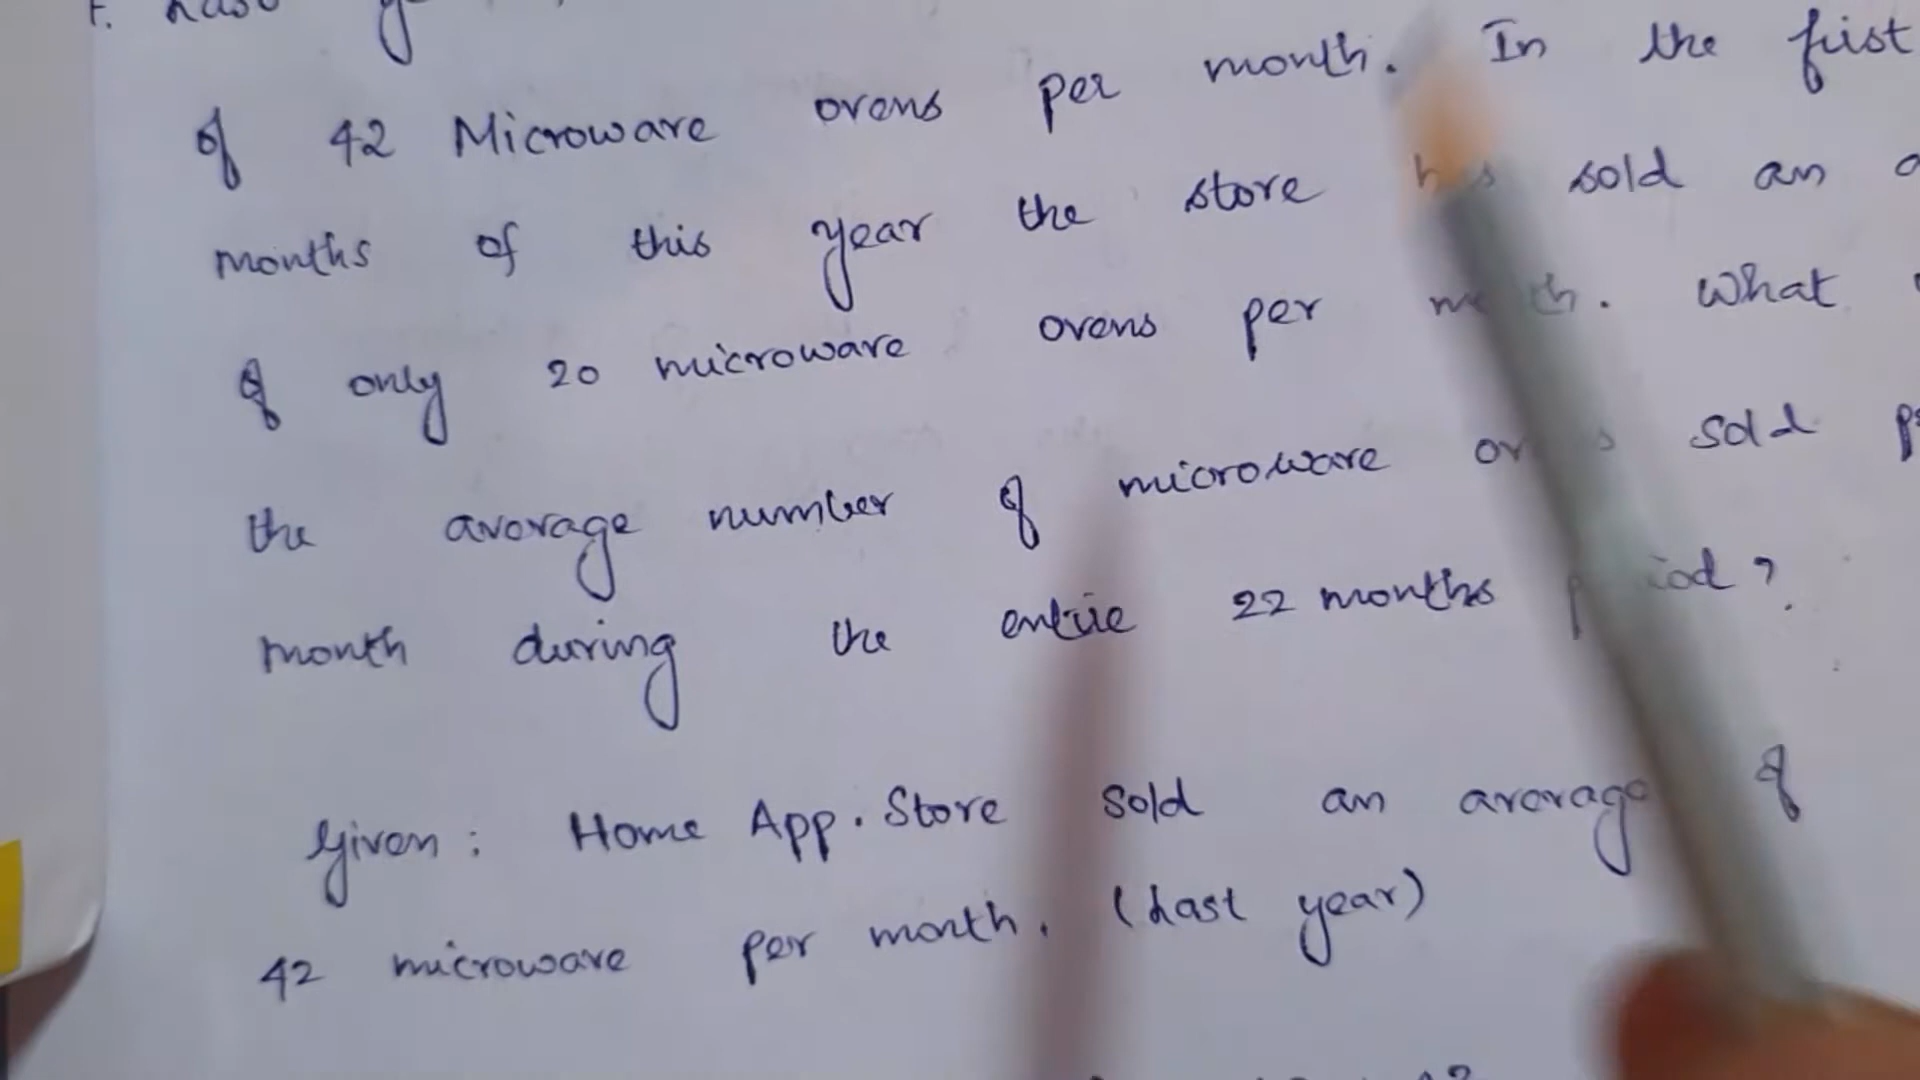 of 42 Microware ovens per month. In the first
months of this year the store sold an
of only 20 microware ovens per . What
the average number of microware sold
month during the entire 22 months ?
Given : Home App. Store sold an average of
42 microware per month. (Last year)